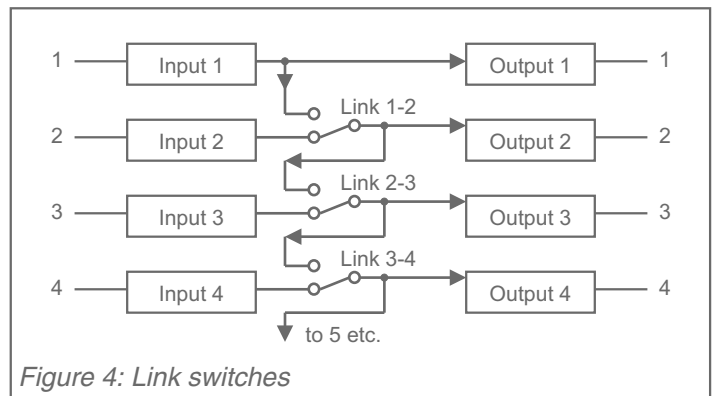 1 Input 1 Output 1 1
Link 1-2
2 Input 2 Output 2 2
Link 2-3
3 Input 3 Output 3 3
Link 3-4
4 Input 4 Output 4 4
to 5 etc.
Figure 4: Link switches